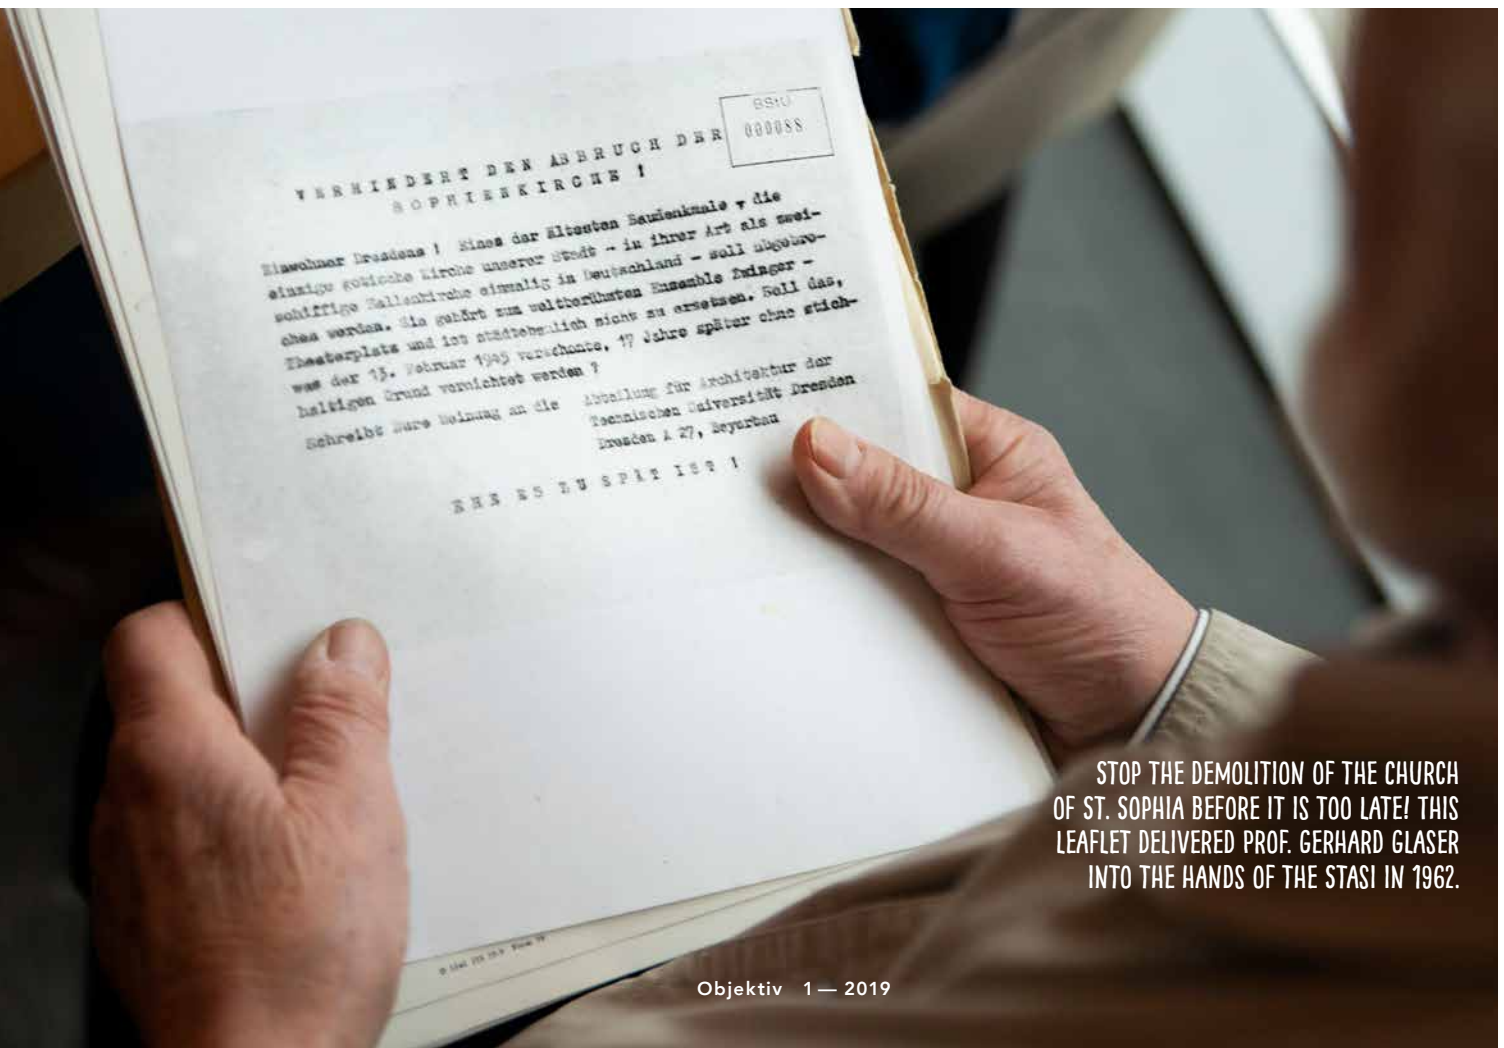 BStU
000088
VERHINDERT DEN ABBRUCH DER
SOPHIENKIRCHE !
Einwohner Dresdens ! Eines der ältesten Baudenkmale - die
einzige gotische Kirche unserer Stadt - in ihrer Art als zwei-
schiffige Hallenkirche einmalig in Deutschland - soll abgebro-
chen werden. Sie gehört zum weltberühmten Ensemble Zwinger -
Theaterplatz und ist städtebaulich nicht zu ersetzen. Soll das,
was der 13. Februar 1945 verschonte, 17 Jahre später ohne stich-
haltigen Grund vernichtet werden ?
Schreibt Eure Meinung an die Abteilung für Architektur der
Technischen Universität Dresden
Dresden A 27, Beyerbau
EHE ES ZU SPÄT IST !
STOP THE DEMOLITION OF THE CHURCH
OF ST. SOPHIA BEFORE IT IS TOO LATE! THIS
LEAFLET DELIVERED PROF. GERHARD GLASER
INTO THE HANDS OF THE STASI IN 1962.
Objektiv 1 — 2019